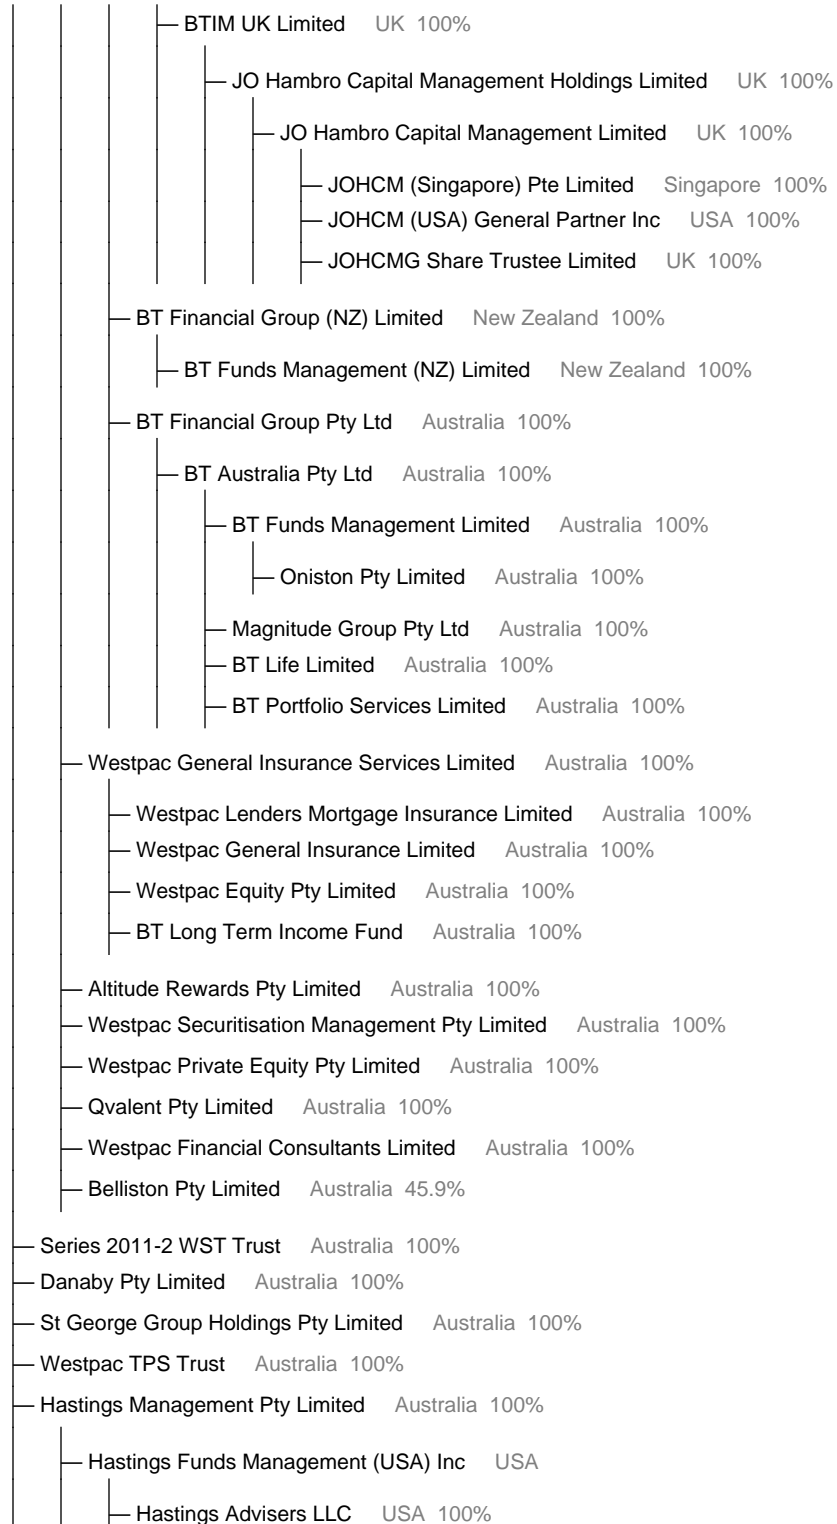 BTIM UK Limited UK 100%
JO Hambro Capital Management Holdings Limited UK 100%
JO Hambro Capital Management Limited UK 100%
JOHCM (Singapore) Pte Limited Singapore 100%
JOHCM (USA) General Partner Inc USA 100%
JOHCMG Share Trustee Limited UK 100%
BT Financial Group (NZ) Limited New Zealand 100%
BT Funds Management (NZ) Limited New Zealand 100%
BT Financial Group Pty Ltd Australia 100%
BT Australia Pty Ltd Australia 100%
BT Funds Management Limited Australia 100%
Oniston Pty Limited Australia 100%
Magnitude Group Pty Ltd Australia 100%
BT Life Limited Australia 100%
BT Portfolio Services Limited Australia 100%
Westpac General Insurance Services Limited Australia 100%
Westpac Lenders Mortgage Insurance Limited Australia 100%
Westpac General Insurance Limited Australia 100%
Westpac Equity Pty Limited Australia 100%
BT Long Term Income Fund Australia 100%
Altitude Rewards Pty Limited Australia 100%
Westpac Securitisation Management Pty Limited Australia 100%
Westpac Private Equity Pty Limited Australia 100%
Qvalent Pty Limited Australia 100%
Westpac Financial Consultants Limited Australia 100%
Belliston Pty Limited Australia 45.9%
Series 2011-2 WST Trust Australia 100%
Danaby Pty Limited Australia 100%
St George Group Holdings Pty Limited Australia 100%
Westpac TPS Trust Australia 100%
Hastings Management Pty Limited Australia 100%
Hastings Funds Management (USA) Inc USA
Hastings Advisers LLC USA 100%